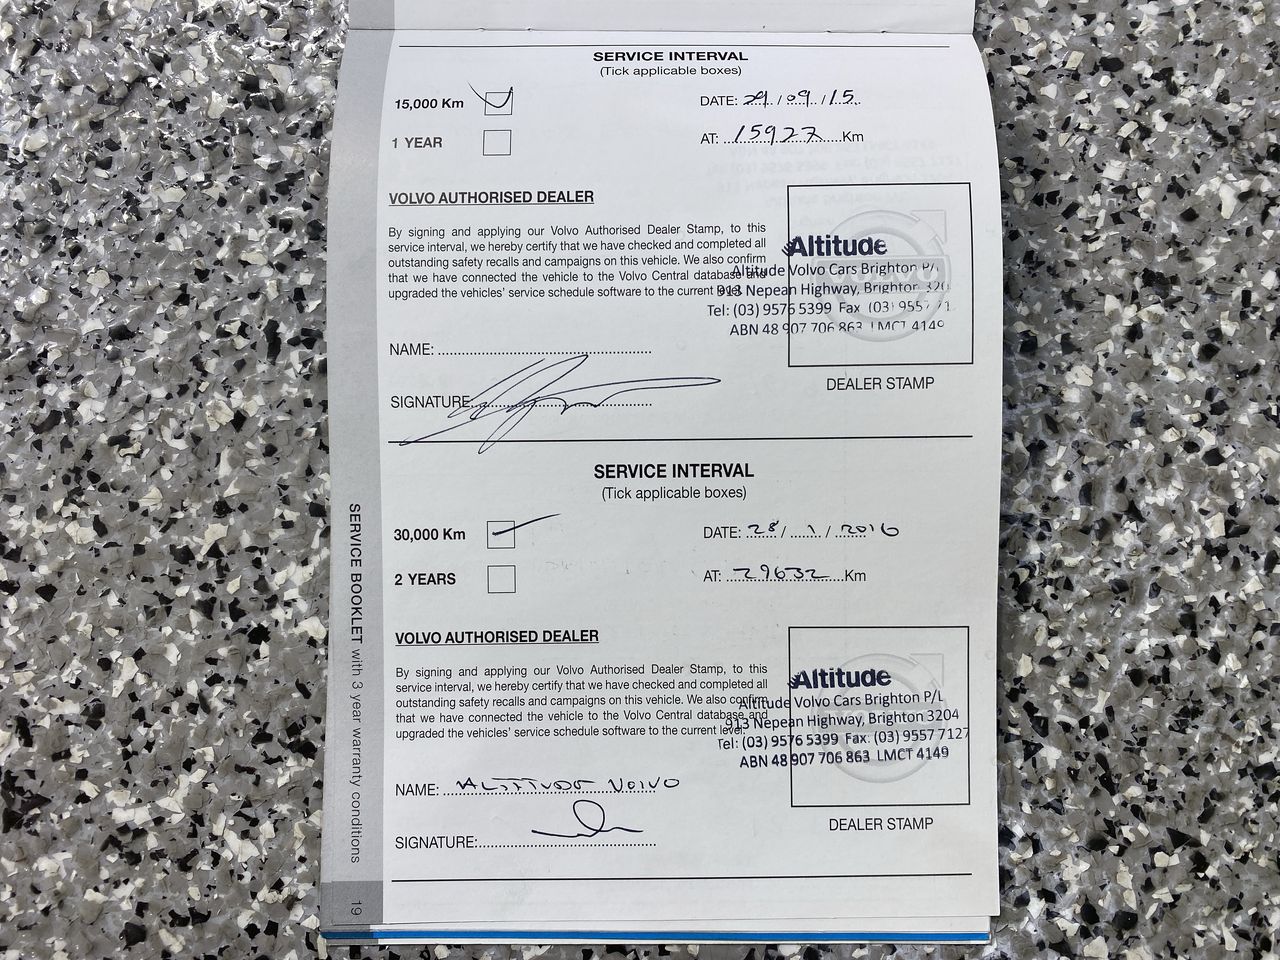 SERVICE INTERVAL
(Tick applicable boxes)
15,000 Km
DATE: 29/09/15
1 YEAR
AT: 15927 Km
VOLVO AUTHORISED DEALER
By signing and applying our Volvo Authorised Dealer Stamp, to this
service interval, we hereby certify that we have checked and completed all
outstanding safety recalls and campaigns on this vehicle. We also confirm
that we have connected the vehicle to the Volvo Central database and
upgraded the vehicles' service schedule software to the current level.
VOLVO
Altitude
Altitude Volvo Cars Brighton P/L
913 Nepean Highway, Brighton 320
Tel: (03) 9576 5399 Fax (03) 9557 71
ABN 48 907 706 863 LMCT 4149
NAME:
SIGNATURE:
DEALER STAMP
SERVICE INTERVAL
(Tick applicable boxes)
30,000 Km
DATE: 28/1/2016
2 YEARS
AT: 29632 Km
VOLVO AUTHORISED DEALER
By signing and applying our Volvo Authorised Dealer Stamp, to this
service interval, we hereby certify that we have checked and completed all
outstanding safety recalls and campaigns on this vehicle. We also confirm
that we have connected the vehicle to the Volvo Central database and
upgraded the vehicles' service schedule software to the current level.
Altitude
Altitude Volvo Cars Brighton P/L
913 Nepean Highway, Brighton 3204
Tel: (03) 9576 5399 Fax: (03) 9557 7127
ABN 48 907 706 863 LMCT 4149
NAME: ALTITUDE VOLVO
SIGNATURE:
DEALER STAMP
SERVICE BOOKLET with 3 year warranty conditions
19